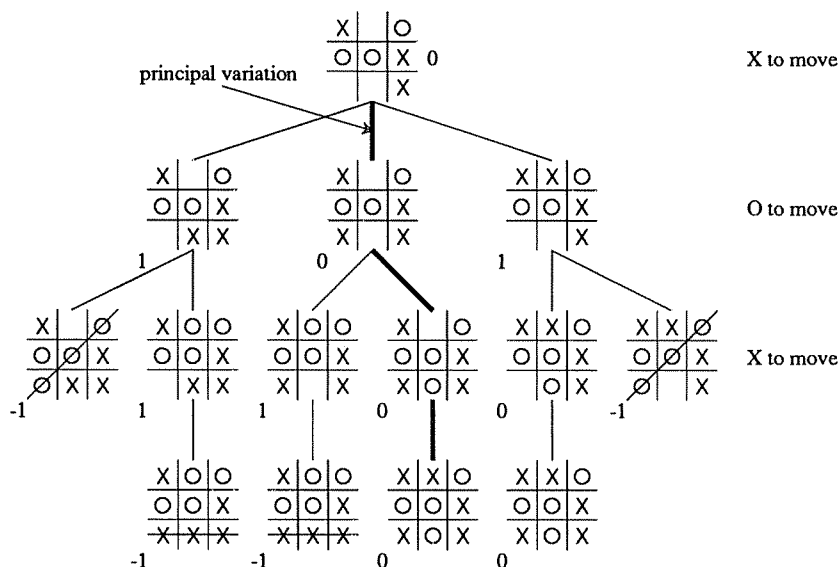 X O
O O X 0 X to move
principal variation
X
X O X O X X O
O O X O O X O O X O to move
X X X X
1 0 1
X O X O O X O O X O X X O X X O
O O X O O X O O X O O X O O X O O X X to move
O X X X X X O X O X O X
-1 1 1 0 0 -1
X O O X O O X X O X X O
O O X O O X O O X O O X
X X X X X X X O X X O X
-1 -1 0 0